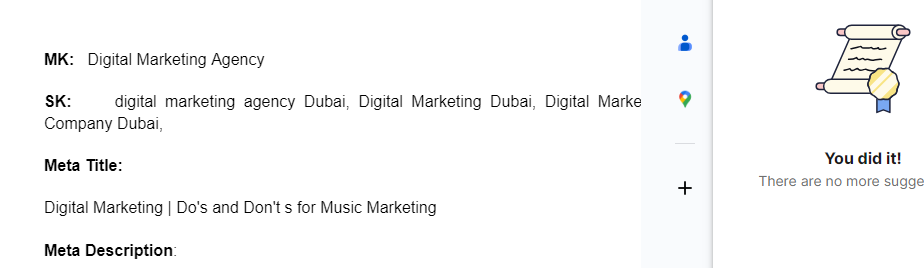 MK: Digital Marketing Agency
SK: digital marketing agency Dubai, Digital Marketing Dubai, Digital Marke
Company Dubai,
Meta Title:
Digital Marketing | Do's and Don't s for Music Marketing
Meta Description:
You did it!
There are no more sugge